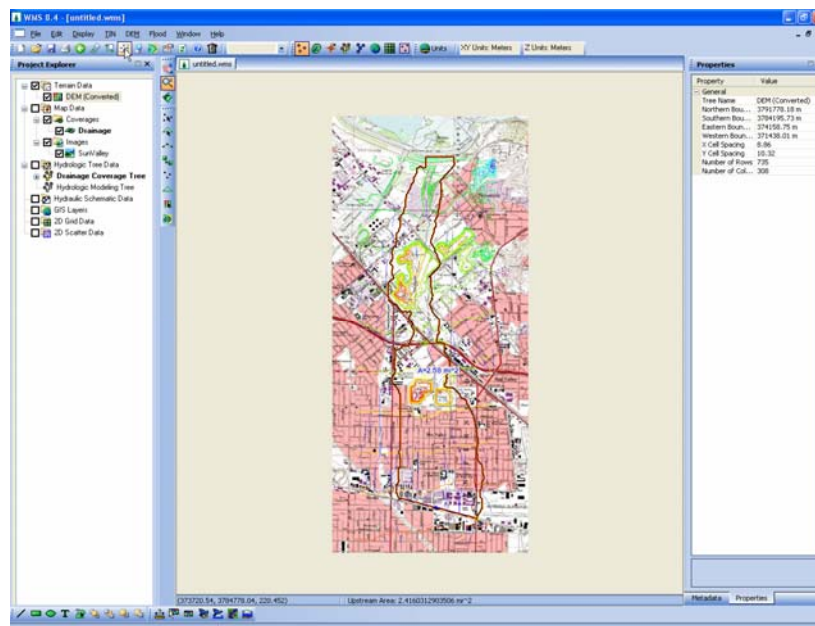 WMS 8.4 - [untitled.wms]
File Edit Display TIN DEM Flood Window Help
Units XY Units: Meters Z Units: Meters
Project Explorer
untitled.wms
Properties
Terrain Data
DEM (Converted)
Map Data
Coverages
Drainage
Images
SunValley
Hydrologic Tree Data
Drainage Coverage Tree
Hydrologic Modeling Tree
Hydraulic Schematic Data
GIS Layers
2D Grid Data
2D Scatter Data
Property Value
General
Tree Name DEM (Converted)
Northern Bou... 3791778.18 m
Southern Bou... 3784195.73 m
Eastern Boun... 374158.75 m
Western Boun... 371438.01 m
X Cell Spacing 8.86
Y Cell Spacing 10.32
Number of Rows 735
Number of Col... 308
A=2.58 mi^2
(373720.54, 3784778.04, 220.452) Upstream Area: 2.4160312903506 mi^2
Metadata Properties